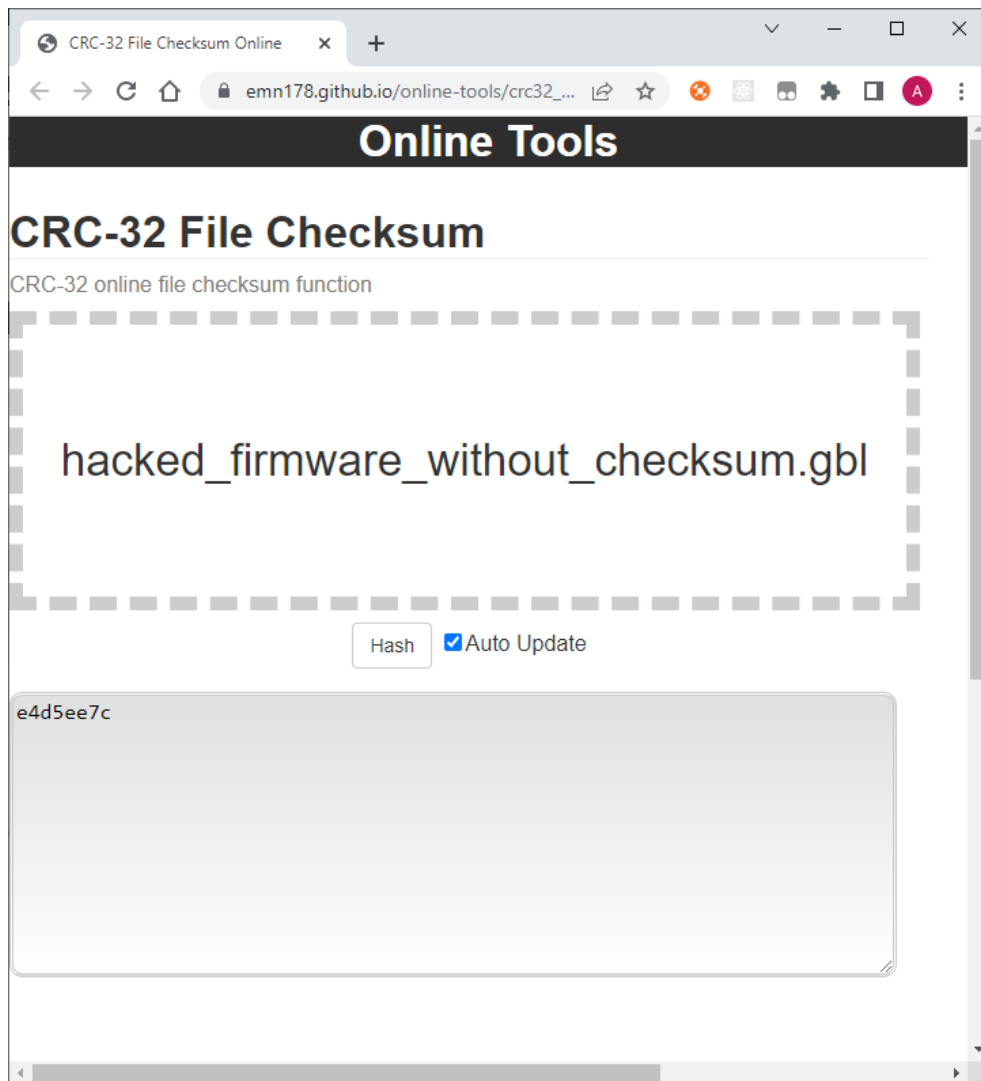 CRC-32 File Checksum Online
emn178.github.io/online-tools/crc32_...
A
Online Tools
CRC-32 File Checksum
CRC-32 online file checksum function
hacked_firmware_without_checksum.gbl
Hash Auto Update
e4d5ee7c